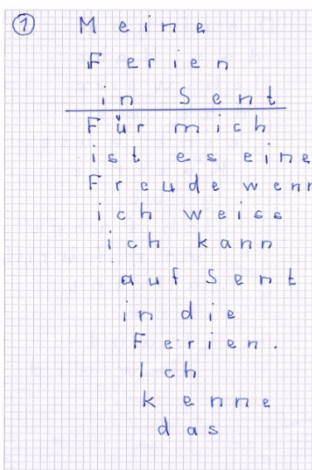 ① Meine
Ferien
in Sent
Für mich
ist es eine
Freude wenn
ich weiss
ich kann
auf Sent
in die
Ferien.
Ich
kenne
das